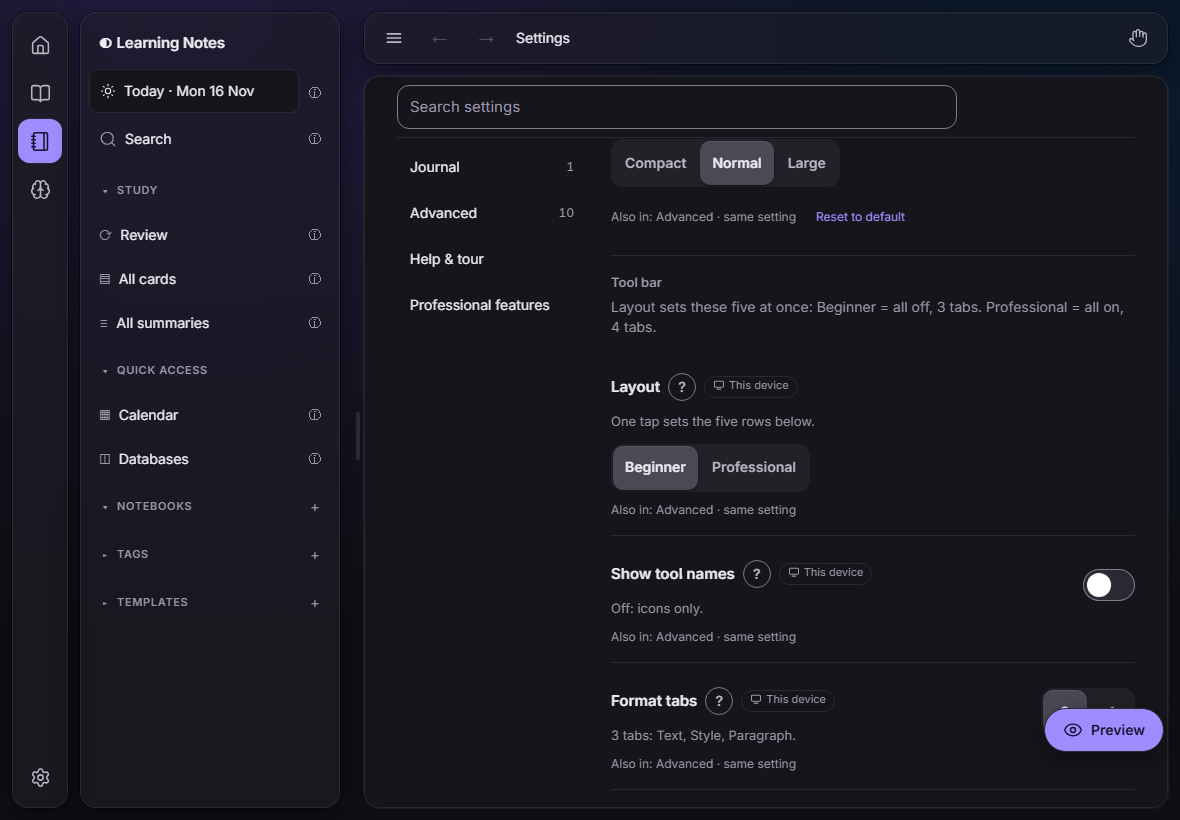 Learning Notes
Today · Mon 16 Nov
Search
STUDY
Review
All cards
All summaries
QUICK ACCESS
Calendar
Databases
NOTEBOOKS
TAGS
TEMPLATES
Settings
Search settings
Journal 1
Advanced 10
Help & tour
Professional features
Compact Normal Large
Also in: Advanced · same setting Reset to default
Tool bar
Layout sets these five at once: Beginner = all off, 3 tabs. Professional = all on,
4 tabs.
Layout ? This device
One tap sets the five rows below.
Beginner Professional
Also in: Advanced · same setting
Show tool names ? This device
Off: icons only.
Also in: Advanced · same setting
Format tabs ? This device
3 tabs: Text, Style, Paragraph.
Also in: Advanced · same setting
Preview